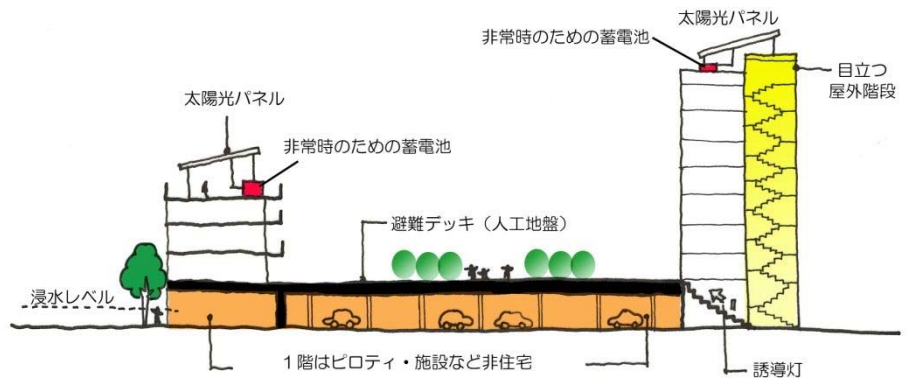 太陽光パネル
非常時のための蓄電池
目立つ
屋外階段
太陽光パネル
非常時のための蓄電池
避難デッキ（人工地盤）
浸水レベル
１階はピロティ・施設など非住宅
誘導灯